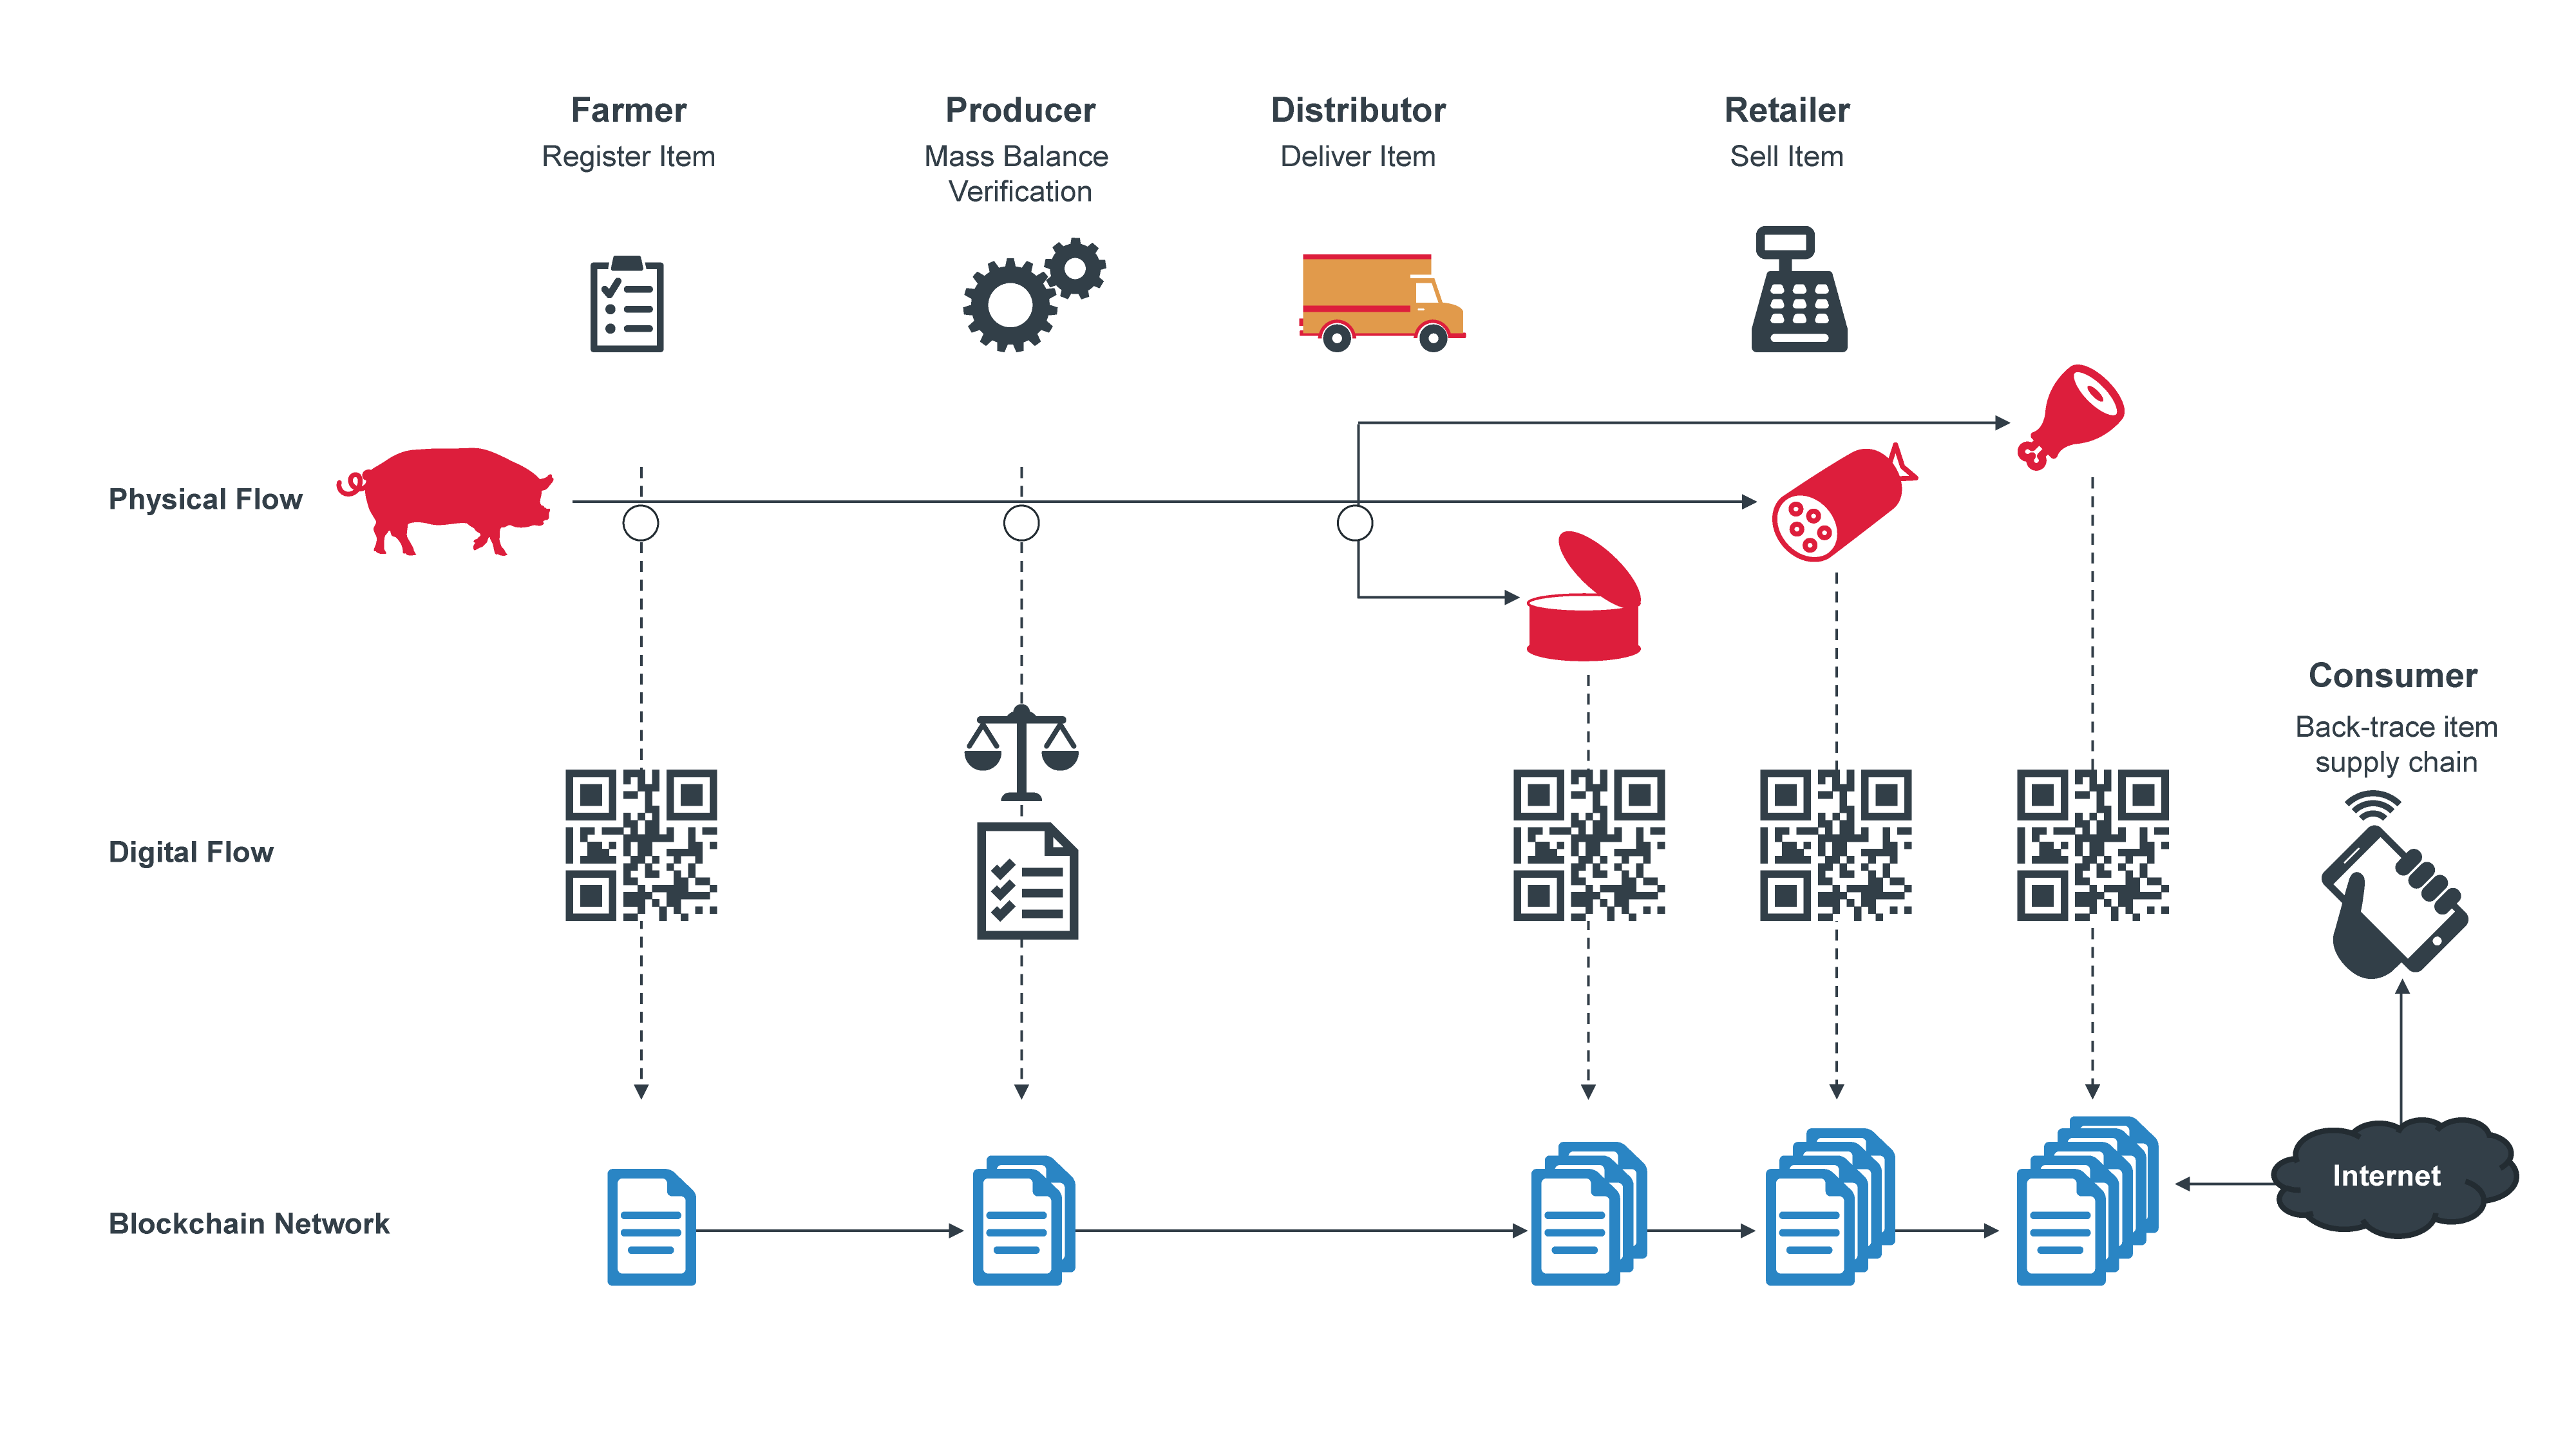 Farmer
Register Item
Producer
Mass Balance
Verification
Distributor
Deliver Item
Retailer
Sell Item
Physical Flow
Consumer
Back-trace item
supply chain
Digital Flow
Internet
Blockchain Network